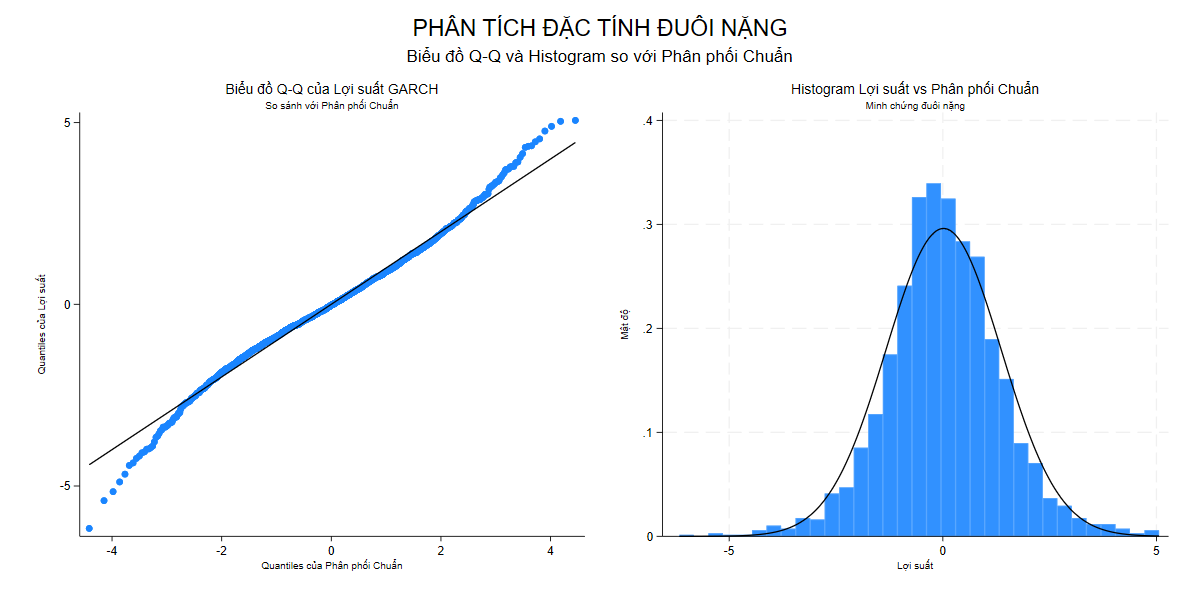 PHÂN TÍCH ĐẶC TÍNH ĐUÔI NẶNG
Biểu đồ Q-Q và Histogram so với Phân phối Chuẩn
Biểu đồ Q-Q của Lợi suất GARCH
So sánh với Phân phối Chuẩn
Quantiles của Lợi suất
5
0
-5
-4
-2
0
2
4
Quantiles của Phân phối Chuẩn
Histogram Lợi suất vs Phân phối Chuẩn
Minh chứng đuôi nặng
Mật độ
.4
.3
.2
.1
0
-5
0
5
Lợi suất